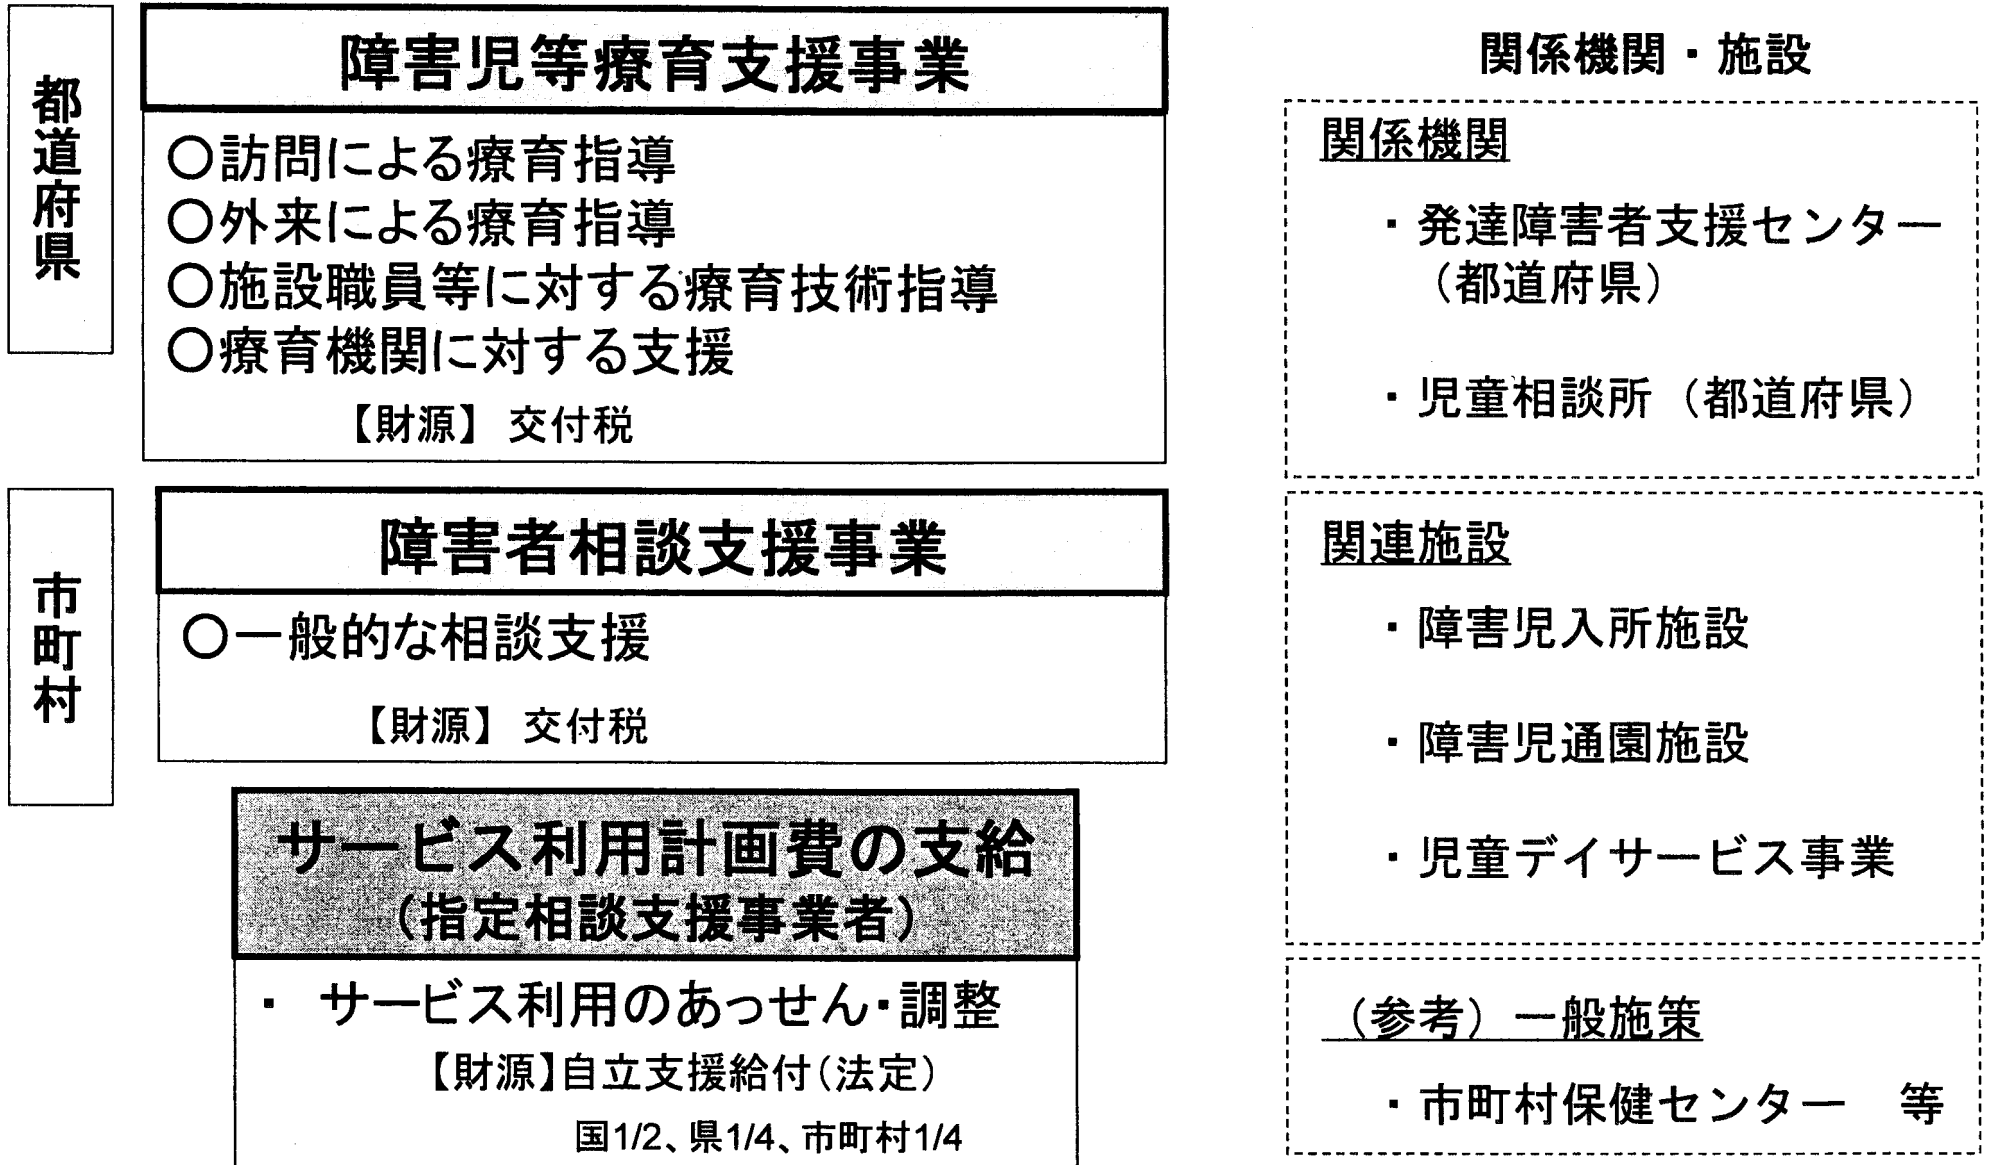 都道府県
障害児等療育支援事業
○訪問による療育指導
○外来による療育指導
○施設職員等に対する療育技術指導
○療育機関に対する支援
【財源】 交付税
市町村
障害者相談支援事業
○一般的な相談支援
【財源】 交付税
サービス利用計画費の支給
（指定相談支援事業者）
・ サービス利用のあっせん・調整
【財源】自立支援給付（法定）
国1/2、県1/4、市町村1/4
関係機関・施設
関係機関
・発達障害者支援センター
（都道府県）
・児童相談所（都道府県）
関連施設
・障害児入所施設
・障害児通園施設
・児童デイサービス事業
（参考）一般施策
・市町村保健センター　等